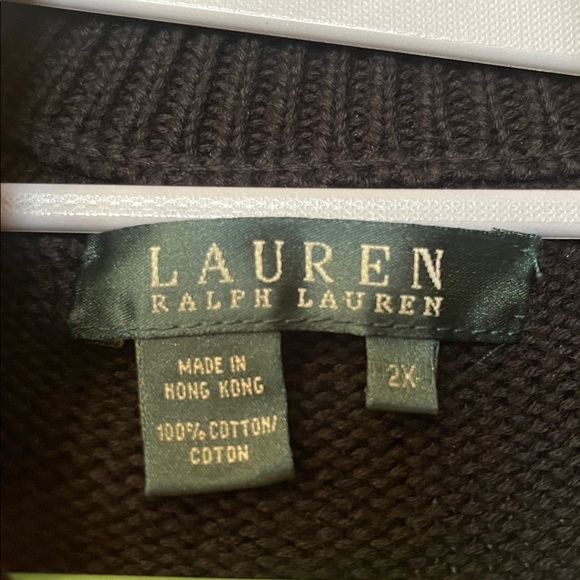 LAUREN
RALPH LAUREN
MADE IN
HONG KONG
100% COTTON/
COTON
2X